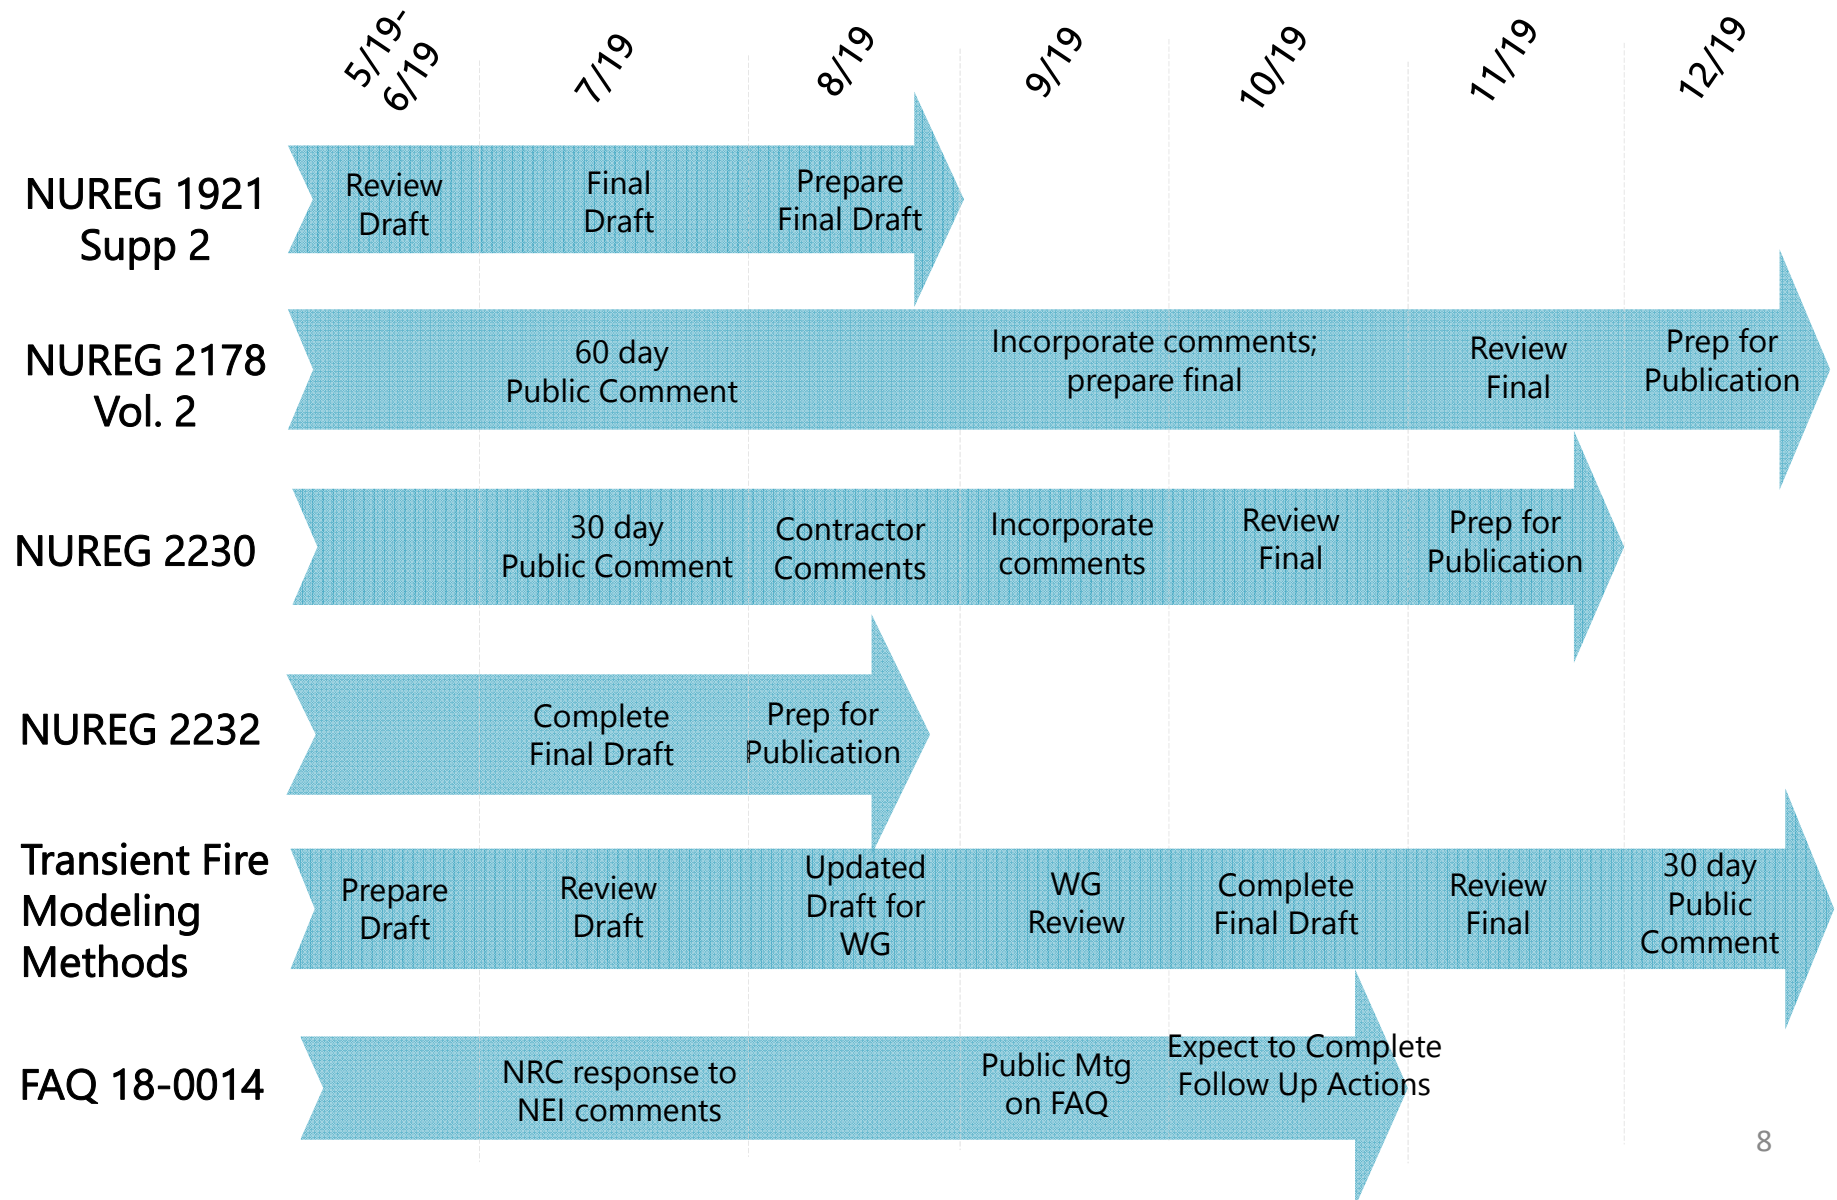 5/19-
6/19
7/19
8/19
9/19
10/19
11/19
12/19
NUREG 1921
Supp 2
Review
Draft
Final
Draft
Prepare
Final Draft
NUREG 2178
Vol. 2
60 day
Public Comment
Incorporate comments;
prepare final
Review
Final
Prep for
Publication
NUREG 2230
30 day
Public Comment
Contractor
Comments
Incorporate
comments
Review
Final
Prep for
Publication
NUREG 2232
Complete
Final Draft
Prep for
Publication
Transient Fire
Modeling
Methods
Prepare
Draft
Review
Draft
Updated
Draft for
WG
WG
Review
Complete
Final Draft
Review
Final
30 day
Public
Comment
FAQ 18-0014
NRC response to
NEI comments
Public Mtg
on FAQ
Expect to Complete
Follow Up Actions
8